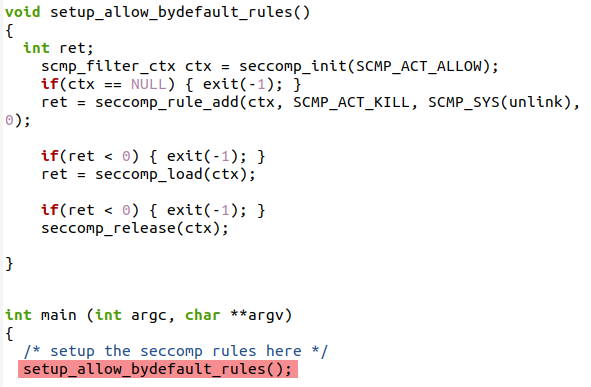 void setup_allow_bydefault_rules()
{
  int ret;
    scmp_filter_ctx ctx = seccomp_init(SCMP_ACT_ALLOW);
    if(ctx == NULL) { exit(-1); }
    ret = seccomp_rule_add(ctx, SCMP_ACT_KILL, SCMP_SYS(unlink),
0);

    if(ret < 0) { exit(-1); }
    ret = seccomp_load(ctx);

    if(ret < 0) { exit(-1); }
    seccomp_release(ctx);

}

int main (int argc, char **argv)
{
  /* setup the seccomp rules here */
  setup_allow_bydefault_rules();